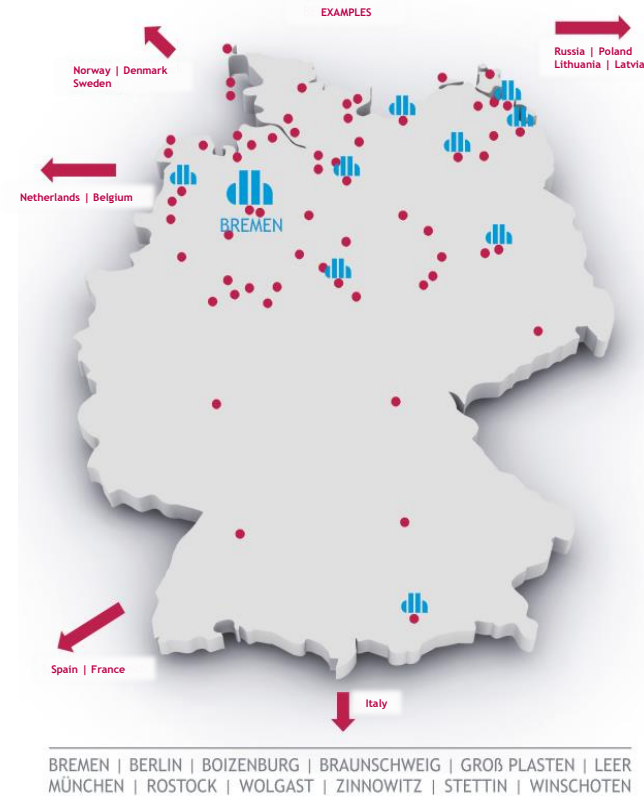 EXAMPLES
Norway | Denmark
Sweden
Russia | Poland
Lithuania | Latvia
Netherlands | Belgium
BREMEN
Spain | France
Italy
BREMEN | BERLIN | BOIZENBURG | BRAUNSCHWEIG | GROß PLASTEN | LEER
MÜNCHEN | ROSTOCK | WOLGAST | ZINNOWITZ | STETTIN | WINSCHOTEN